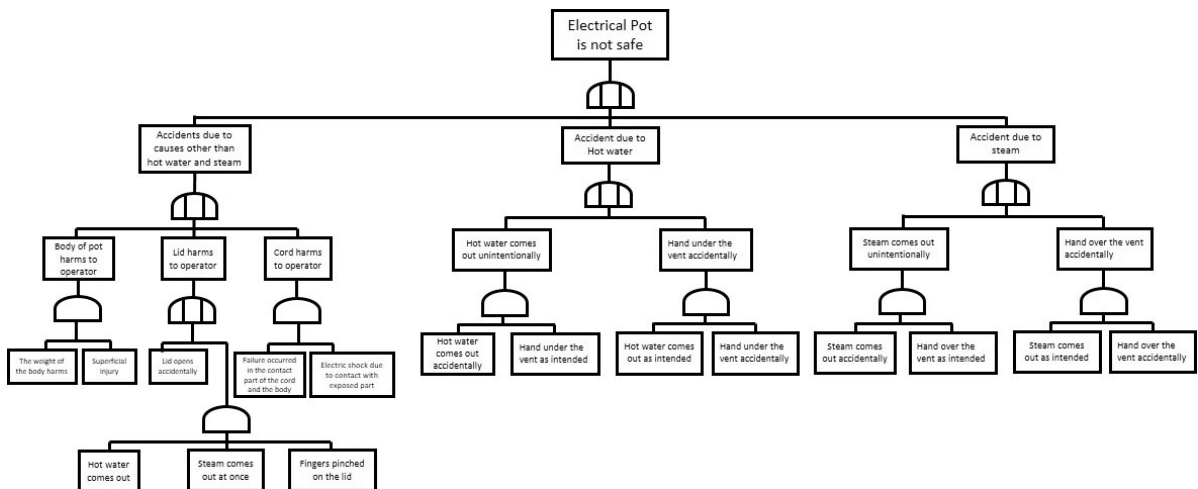 Electrical Pot
is not safe
Accidents due to
causes other than
hot water and steam
Accident due to
Hot water
Accident due to
steam
Body of pot
harms to
operator
Lid harms
to operator
Cord harms
to operator
Hot water comes
out unintentionally
Hand under the
vent accidentally
Steam comes out
unintentionally
Hand over the vent
accidentally
The weight of
the body harms
Superficial
injury
Lid opens
accidentally
Failure occurred
in the contact
part of the cord
and the body
Electric shock due
to contact with
exposed part
Hot water
comes out
accidentally
Hand under the
vent as intended
Hot water comes
out as intended
Hand under the
vent accidentally
Steam comes
out accidentally
Hand over the
vent as intended
Steam comes
out as intended
Hand over the
vent accidentally
Hot water
comes out
Steam comes
out at once
Fingers pinched
on the lid